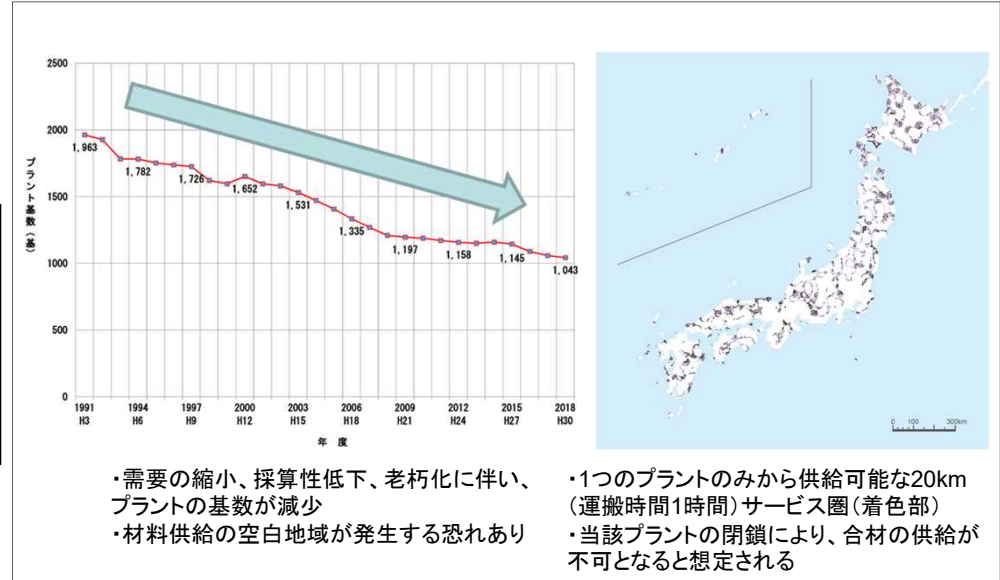 2500
2000
1500
1000
500
0
プラント基数(基)
1,963
1,782
1,726
1,652
1,531
1,335
1,197
1,158
1,145
1,043
1991 1994 1997 2000 2003 2006 2009 2012 2015 2018
H3 H6 H9 H12 H15 H18 H21 H24 H27 H30
年 度
0 100 300km
・需要の縮小、採算性低下、老朽化に伴い、
プラントの基数が減少
・材料供給の空白地域が発生する恐れあり
・1つのプラントのみから供給可能な20km
(運搬時間1時間)サービス圏(着色部)
・当該プラントの閉鎖により、合材の供給が
不可となると想定される